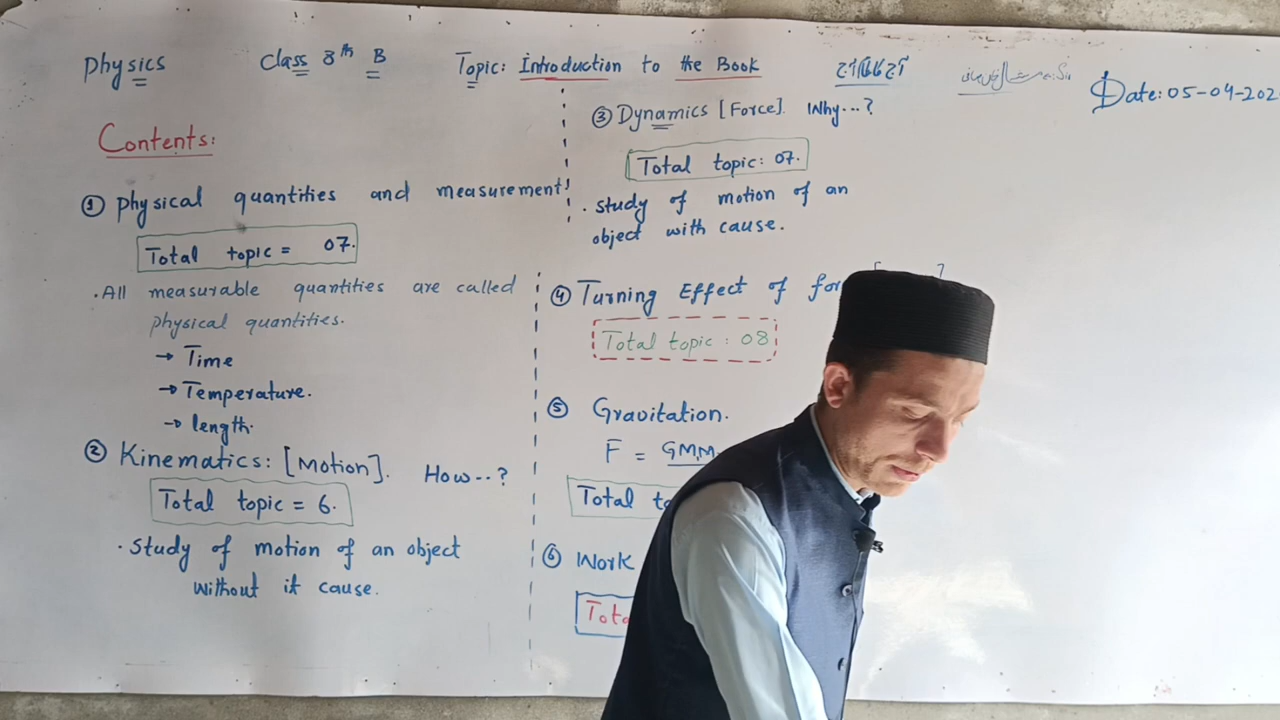 Physics Class 8th B Topic: Introduction to the Book
Date: 05-04-202
Contents:
① Physical quantities and measurement
Total topic = 07.
. All measurable quantities are called
physical quantities.
→ Time
→ Temperature.
→ length.
② Kinematics: [Motion]. How--?
Total topic = 6.
. Study of motion of an object
without it cause.
③ Dynamics [Force]. Why...?
Total topic: 07.
. study of motion of an
object with cause.
④ Turning Effect of for
Total topic : 08
⑤ Gravitation.
F = GMM
Total to
⑥ Work
Tota